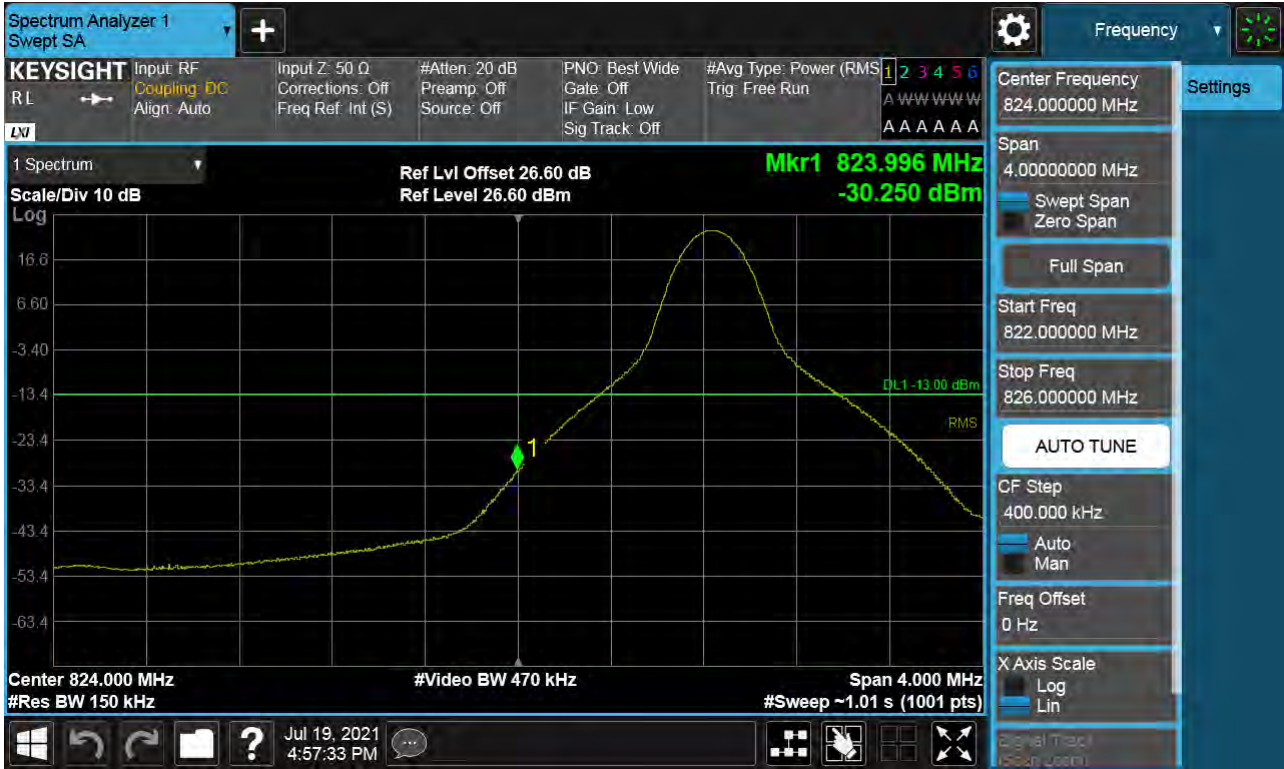 Spectrum Analyzer 1
Swept SA
+
Frequency
KEYSIGHT
R L
LXI
Input: RF
Coupling: DC
Align: Auto
Input Z: 50 Ω
Corrections: Off
Freq Ref: Int (S)
#Atten: 20 dB
Preamp: Off
Source: Off
PNO: Best Wide
Gate: Off
IF Gain: Low
Sig Track: Off
#Avg Type: Power (RMS
Trig: Free Run
1 2 3 4 5 6
A W W W W W
A A A A A A
1 Spectrum
Scale/Div 10 dB
Log
Ref Lvl Offset 26.60 dB
Ref Level 26.60 dBm
Mkr1 823.996 MHz
-30.250 dBm
16.6
6.60
-3.40
-13.4
-23.4
-33.4
-43.4
-53.4
-63.4
DL1 -13.00 dBm
RMS
1
Center 824.000 MHz
#Video BW 470 kHz
Span 4.000 MHz
#Res BW 150 kHz
#Sweep ~1.01 s (1001 pts)
Center Frequency
824.000000 MHz
Settings
Span
4.00000000 MHz
Swept Span
Zero Span
Full Span
Start Freq
822.000000 MHz
Stop Freq
826.000000 MHz
AUTO TUNE
CF Step
400.000 kHz
Auto
Man
Freq Offset
0 Hz
X Axis Scale
Log
Lin
Signal Track
(Span Zoom)
?
Jul 19, 2021
4:57:33 PM